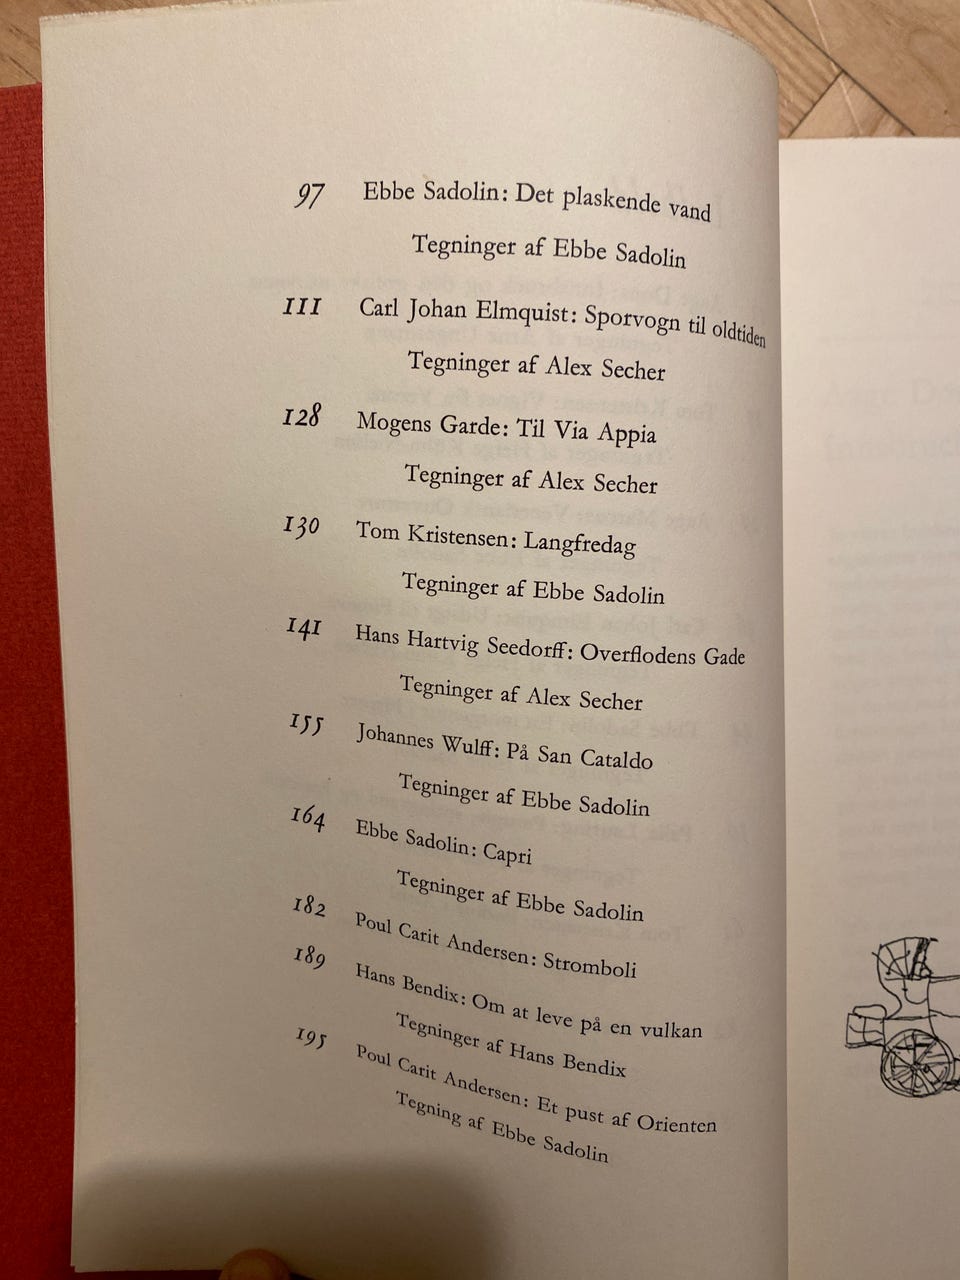 97 Ebbe Sadolin: Det plaskende vand
Tegninger af Ebbe Sadolin
111 Carl Johan Elmquist: Sporvogn til oldtiden
Tegninger af Alex Secher
128 Mogens Garde: Til Via Appia
Tegninger af Alex Secher
130 Tom Kristensen: Langfredag
Tegninger af Ebbe Sadolin
141 Hans Hartvig Seedorff: Overflodens Gade
Tegninger af Alex Secher
155 Johannes Wulff: På San Cataldo
Tegninger af Ebbe Sadolin
164 Ebbe Sadolin: Capri
Tegninger af Ebbe Sadolin
182 Poul Carit Andersen: Stromboli
189 Hans Bendix: Om at leve på en vulkan
Tegninger af Hans Bendix
195 Poul Carit Andersen: Et pust af Orienten
Tegning af Ebbe Sadolin